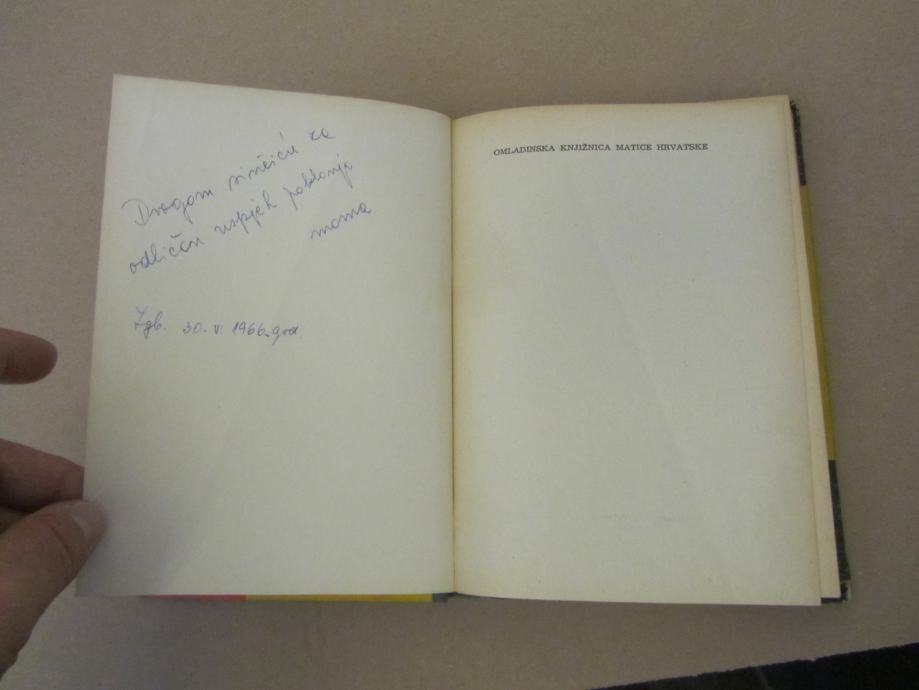 Dragom sinčiću za
odličan uspjeh poklanja
mama
Zgb. 30. VI 1966. god.
OMLADINSKA KNJIŽNICA MATICE HRVATSKE